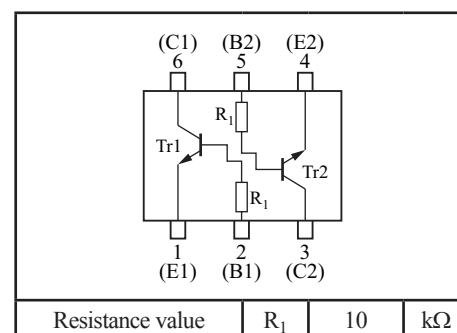 (C1) (B2) (E2)
6 5 4
R1
Tr1
Tr2
R1
1 2 3
(E1) (B1) (C2)
Resistance value R1 10 kΩ